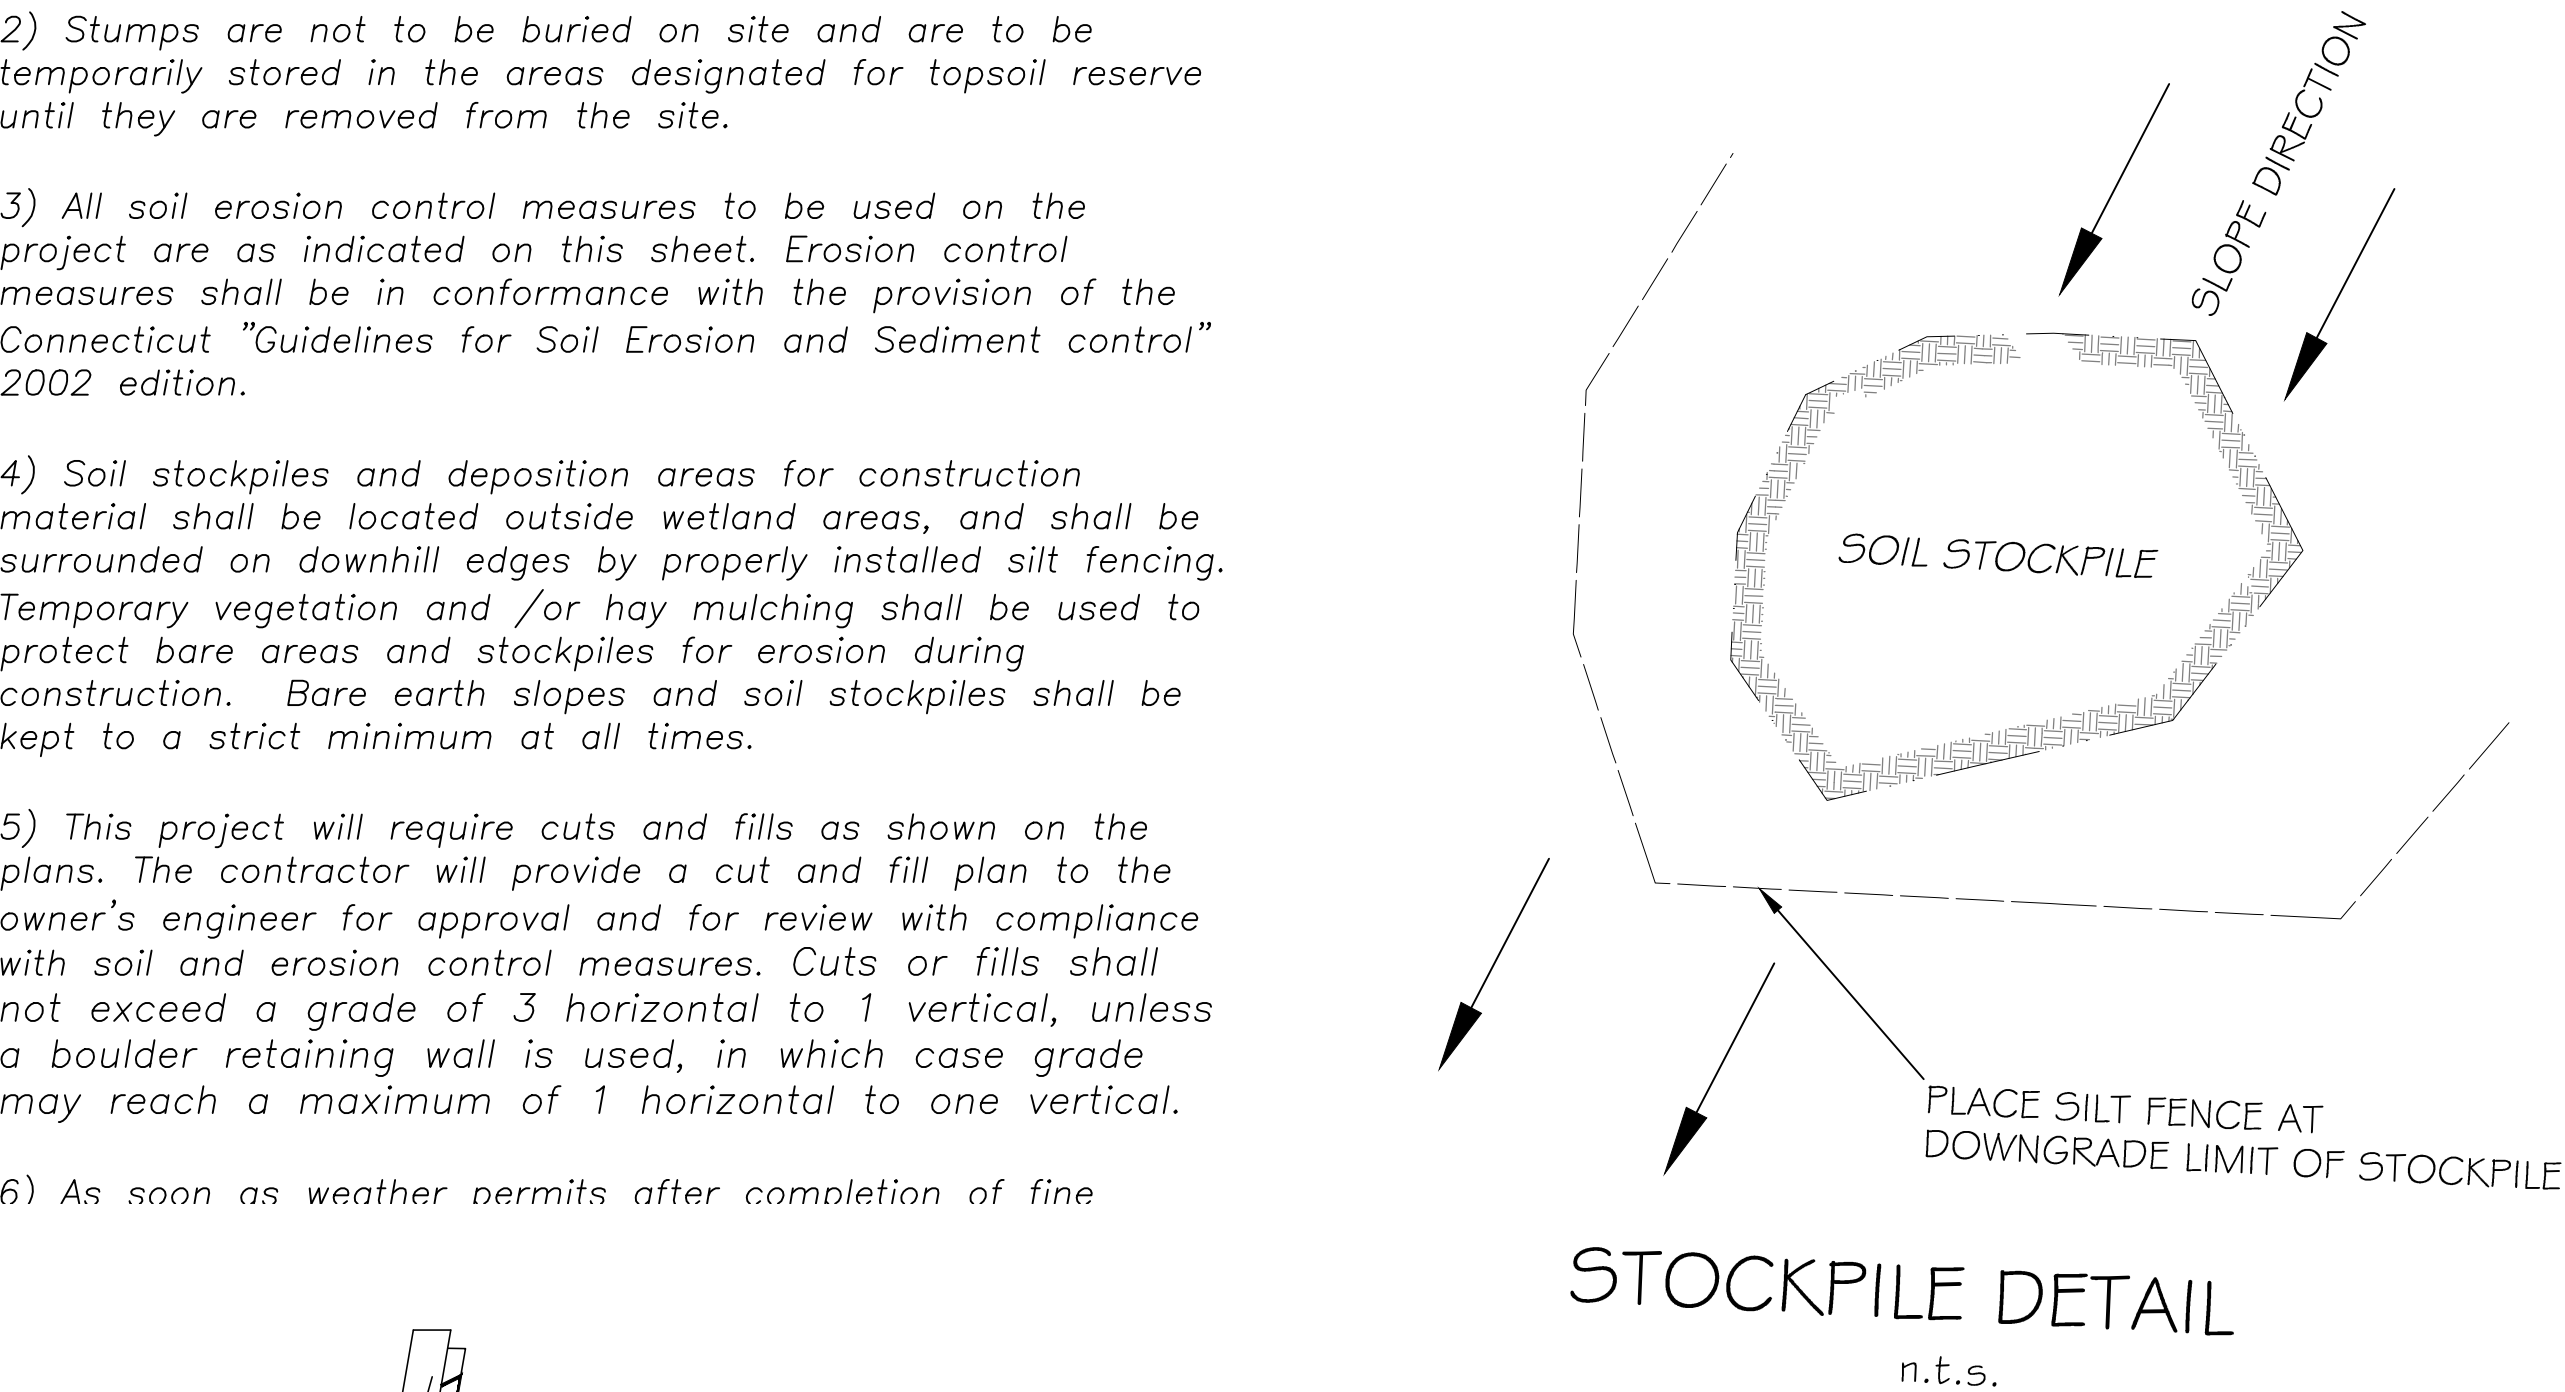 2) Stumps are not to be buried on site and are to be
temporarily stored in the areas designated for topsoil reserve
until they are removed from the site.
3) All soil erosion control measures to be used on the
project are as indicated on this sheet. Erosion control
measures shall be in conformance with the provision of the
Connecticut "Guidelines for Soil Erosion and Sediment control"
2002 edition.
4) Soil stockpiles and deposition areas for construction
material shall be located outside wetland areas, and shall be
surrounded on downhill edges by properly installed silt fencing.
Temporary vegetation and /or hay mulching shall be used to
protect bare areas and stockpiles for erosion during
construction.  Bare earth slopes and soil stockpiles shall be
kept to a strict minimum at all times.
5) This project will require cuts and fills as shown on the
plans. The contractor will provide a cut and fill plan to the
owner's engineer for approval and for review with compliance
with soil and erosion control measures. Cuts or fills shall
not exceed a grade of 3 horizontal to 1 vertical, unless
a boulder retaining wall is used, in which case grade
may reach a maximum of 1 horizontal to one vertical.
6) As soon as weather permits after completion of fine
SLOPE DIRECTION
SOIL STOCKPILE
PLACE SILT FENCE AT
DOWNGRADE LIMIT OF STOCKPILE
STOCKPILE DETAIL
n.t.s.